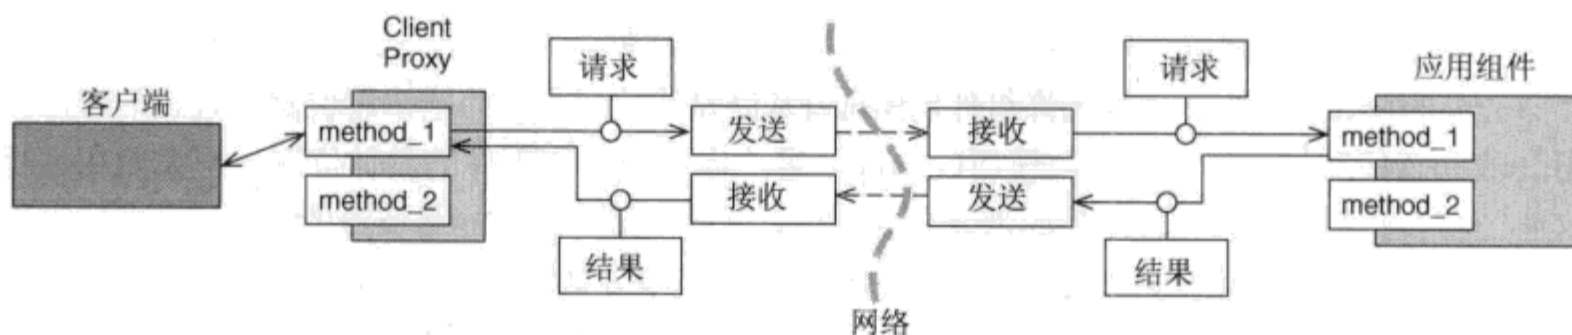 Client
Proxy
请求
请求
应用组件
客户端
method_1
发送
接收
method_1
method_2
接收
发送
method_2
结果
结果
网络